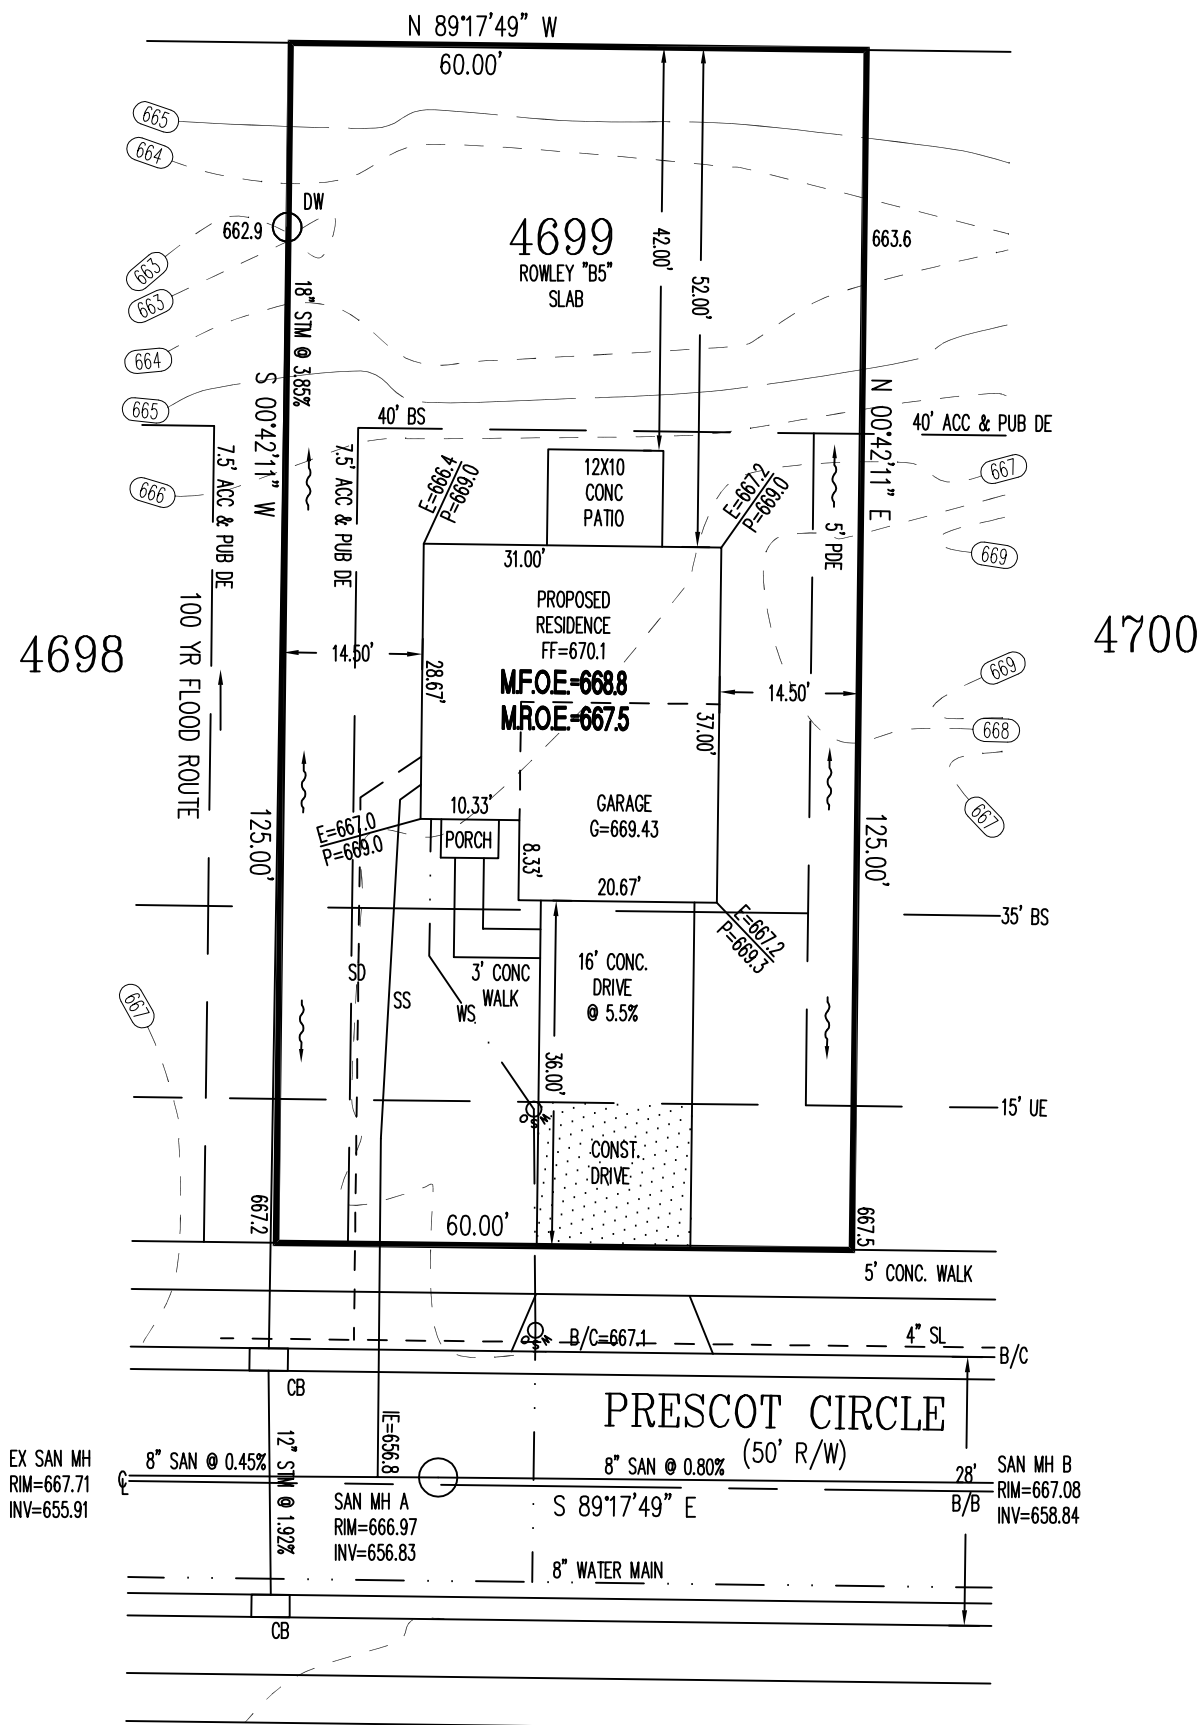 N 89°17'49" W
60.00'
665
664
DW
662.9
4699
ROWLEY "B5"
SLAB
42.00'
52.00'
663.6
663
663
664
665
18" STM @ 3.85%
S 00°42'11" W
N 00°42'11" E
40' BS
40' ACC & PUB DE
666
7.5' ACC & PUB DE
7.5' ACC & PUB DE
E=666.4
P=669.0
12X10
CONC
PATIO
E=667.2
P=669.0
5' PDE
667
669
31.00'
PROPOSED
RESIDENCE
FF=670.1
M.F.O.E.=668.8
M.R.O.E.=667.5
4698
4700
100 YR FLOOD ROUTE
14.50'
28.67'
37.00'
14.50'
669
668
667
10.33'
GARAGE
G=669.43
E=667.0
P=669.0
PORCH
8.33'
20.67'
125.00'
125.00'
E=667.2
P=669.3
35' BS
SD
SS
WS
3' CONC
WALK
16' CONC.
DRIVE
@ 5.5%
667
36.00'
15' UE
W
S
O
CONST.
DRIVE
667.2
60.00'
667.5
5' CONC. WALK
W
S
O
B/C=667.1
4" SL
B/C
CB
PRESCOT CIRCLE
(50' R/W)
IE=656.8
EX SAN MH
RIM=667.71
INV=655.91
℄
8" SAN @ 0.45%
12" STM @ 1.92%
SAN MH A
RIM=666.97
INV=656.83
8" SAN @ 0.80%
S 89°17'49" E
28'
B/B
SAN MH B
RIM=667.08
INV=658.84
8" WATER MAIN
CB